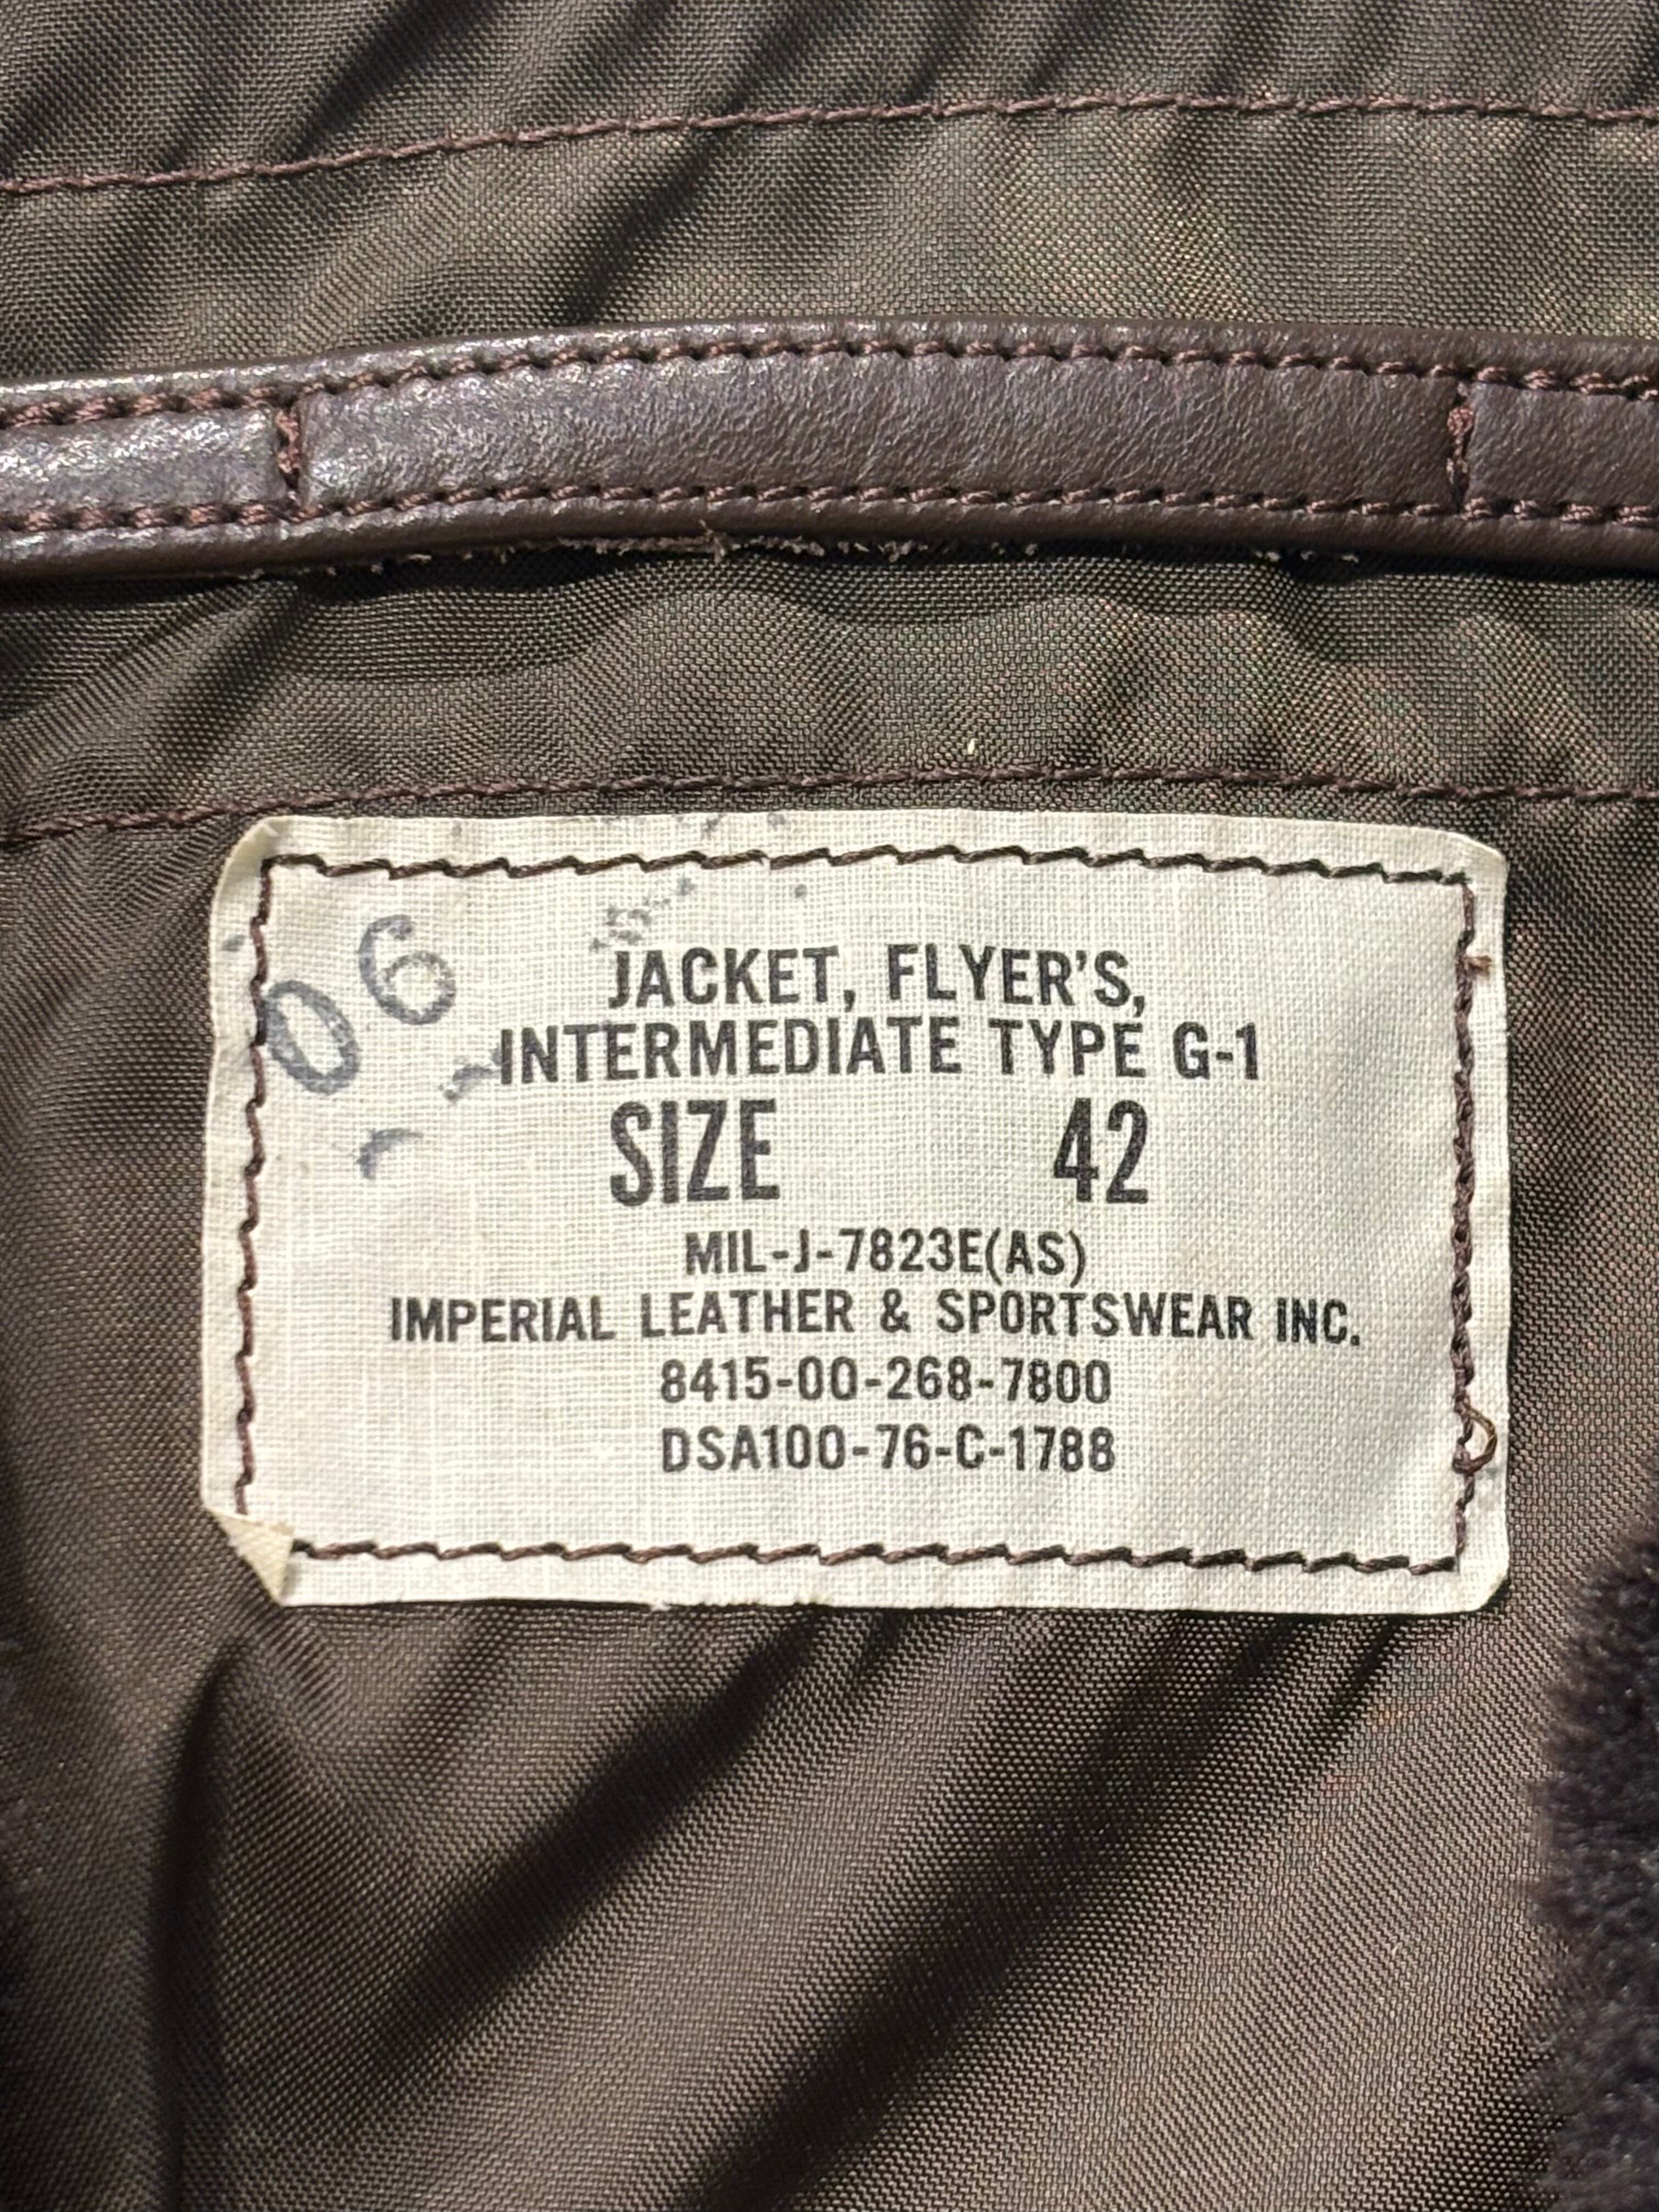 06
JACKET, FLYER'S,
INTERMEDIATE TYPE G-1
SIZE 42
MIL-J-7823E(AS)
IMPERIAL LEATHER & SPORTSWEAR INC.
8415-00-268-7800
DSA100-76-C-1788